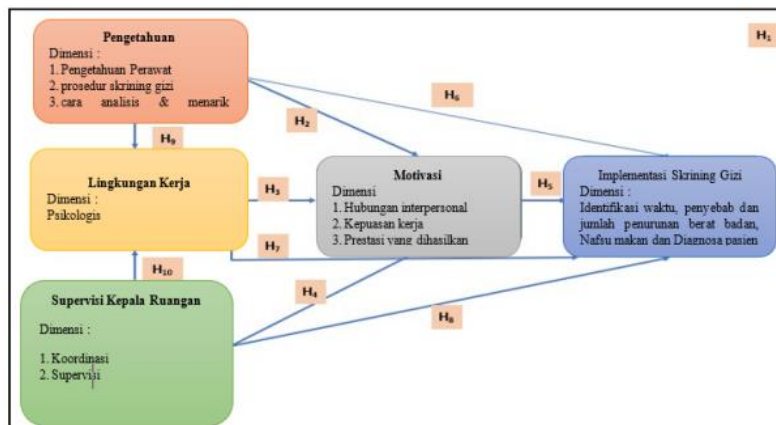 H₁
Pengetahuan
Dimensi :
1. Pengetahuan Perawat
2. prosedur skrining gizi
3. cara analisis & menarik
H₆
H₂
H₉
Lingkungan Kerja
Dimensi :
Psikologis
H₃
Motivasi
Dimensi
1. Hubungan interpersonal
2. Kepuasan kerja
3. Prestasi yang dihasilkan
H₅
Implementasi Skrining Gizi
Dimensi :
Identifikasi waktu, penyebab dan
jumlah penurunan berat badan,
Nafsu makan dan Diagnosa pasien
H₇
H₁₀
H₄
H₈
Supervisi Kepala Ruangan
Dimensi :
1. Koordinasi
2. Supervisi